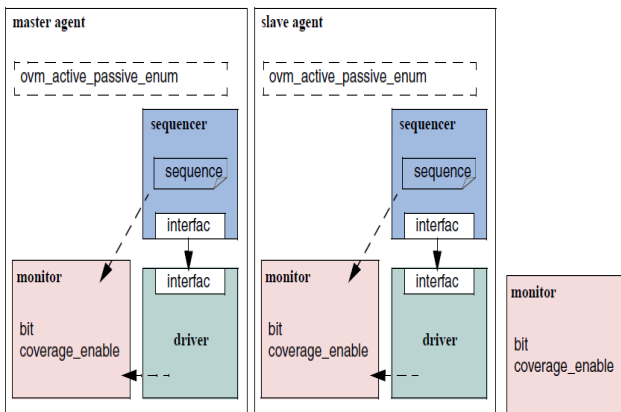 master agent
ovm_active_passive_enum
sequencer
sequence
interfac
interfac
monitor
bit
coverage_enable
driver
slave agent
ovm_active_passive_enum
sequencer
sequence
interfac
interfac
monitor
bit
coverage_enable
driver
monitor
bit
coverage_enable